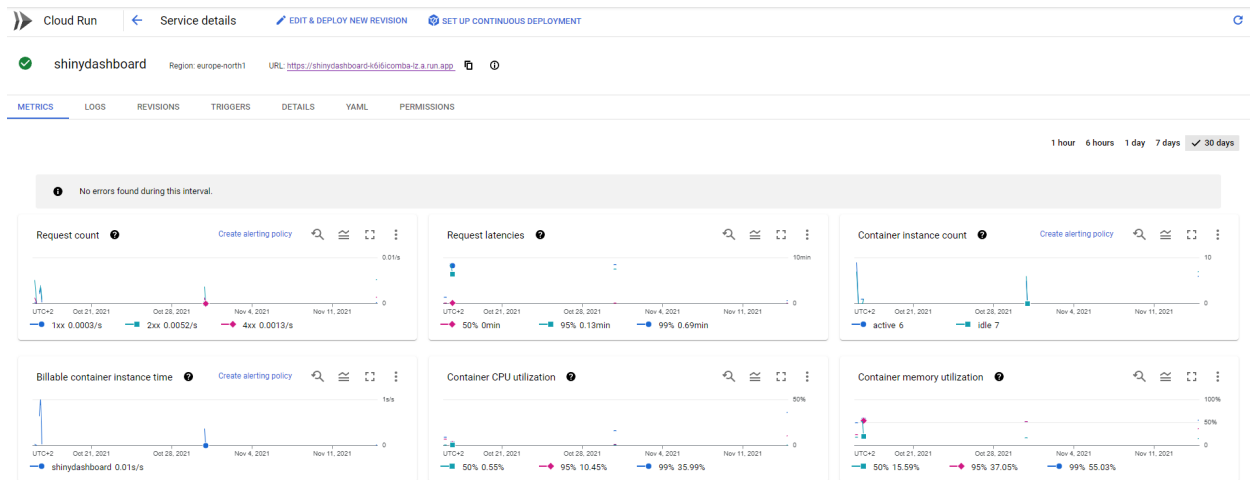 Cloud Run
Service details
EDIT & DEPLOY NEW REVISION
SET UP CONTINUOUS DEPLOYMENT
shinydashboard
Region: europe-north1
URL: https://shinydashboard-k6i6icomba-lz.a.run.app
METRICS LOGS REVISIONS TRIGGERS DETAILS YAML PERMISSIONS
1 hour 6 hours 1 day 7 days 30 days
No errors found during this interval.
Request count
Create alerting policy
0.01/s
0
UTC+2 Oct 21, 2021 Oct 28, 2021 Nov 4, 2021 Nov 11, 2021
1xx 0.0003/s 2xx 0.0052/s 4xx 0.0013/s
Request latencies
10min
0
UTC+2 Oct 21, 2021 Oct 28, 2021 Nov 4, 2021 Nov 11, 2021
50% 0min 95% 0.13min 99% 0.69min
Container instance count
Create alerting policy
10
0
UTC+2 Oct 21, 2021 Oct 28, 2021 Nov 4, 2021 Nov 11, 2021
active 6 idle 7
Billable container instance time
Create alerting policy
1s/s
0
UTC+2 Oct 21, 2021 Oct 28, 2021 Nov 4, 2021 Nov 11, 2021
shinydashboard 0.01s/s
Container CPU utilization
50%
0
UTC+2 Oct 21, 2021 Oct 28, 2021 Nov 4, 2021 Nov 11, 2021
50% 0.55% 95% 10.45% 99% 35.99%
Container memory utilization
100%
50%
0
UTC+2 Oct 21, 2021 Oct 28, 2021 Nov 4, 2021 Nov 11, 2021
50% 15.59% 95% 37.05% 99% 55.03%